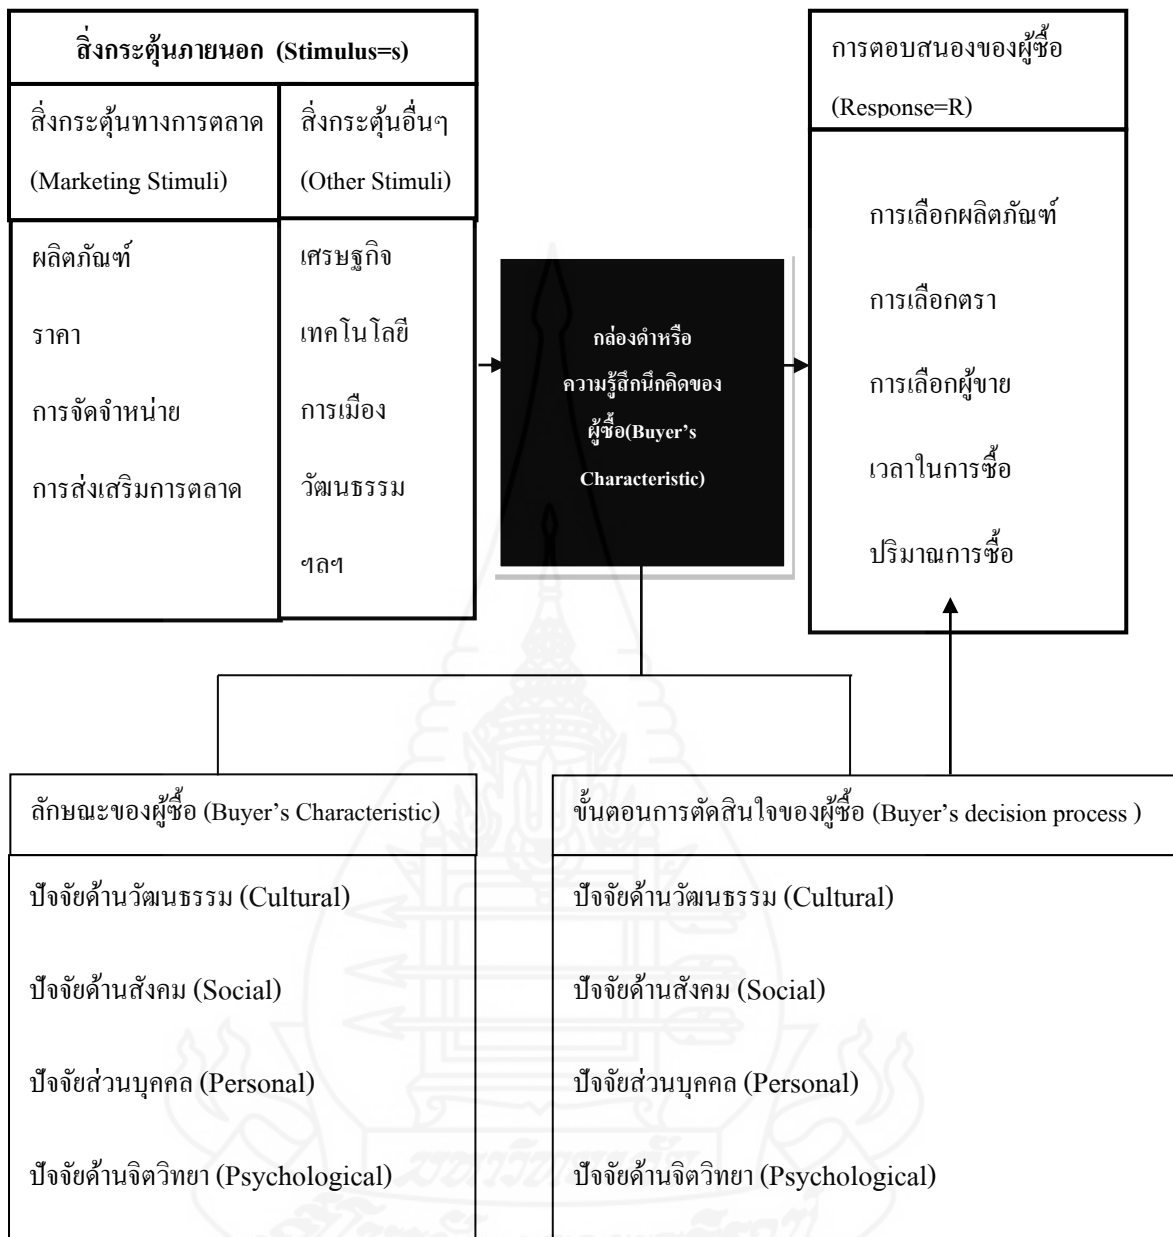 สิ่งกระตุ้นภายนอก (Stimulus=s)
สิ่งกระตุ้นทางการตลาด
(Marketing Stimuli)
สิ่งกระตุ้นอื่นๆ
(Other Stimuli)
ผลิตภัณฑ์
ราคา
การจัดจำหน่าย
การส่งเสริมการตลาด
เศรษฐกิจ
เทคโนโลยี
การเมือง
วัฒนธรรม
ฯลฯ
กล่องดำหรือ
ความรู้สึกนึกคิดของ
ผู้ซื้อ(Buyer’s
Characteristic)
การตอบสนองของผู้ซื้อ
(Response=R)
การเลือกผลิตภัณฑ์
การเลือกตรา
การเลือกผู้ขาย
เวลาในการซื้อ
ปริมาณการซื้อ
ลักษณะของผู้ซื้อ (Buyer’s Characteristic)
ปัจจัยด้านวัฒนธรรม (Cultural)
ปัจจัยด้านสังคม (Social)
ปัจจัยส่วนบุคคล (Personal)
ปัจจัยด้านจิตวิทยา (Psychological)
ขั้นตอนการตัดสินใจของผู้ซื้อ (Buyer’s decision process )
ปัจจัยด้านวัฒนธรรม (Cultural)
ปัจจัยด้านสังคม (Social)
ปัจจัยส่วนบุคคล (Personal)
ปัจจัยด้านจิตวิทยา (Psychological)